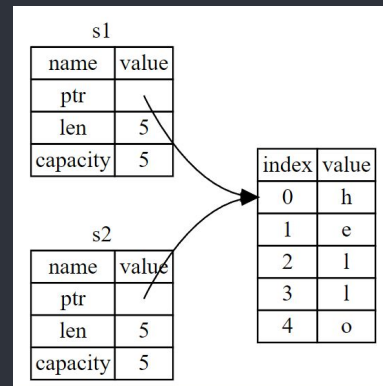 s1
name value
ptr
len 5
capacity 5
s2
name value
ptr
len 5
capacity 5
index value
0 h
1 e
2 l
3 l
4 o